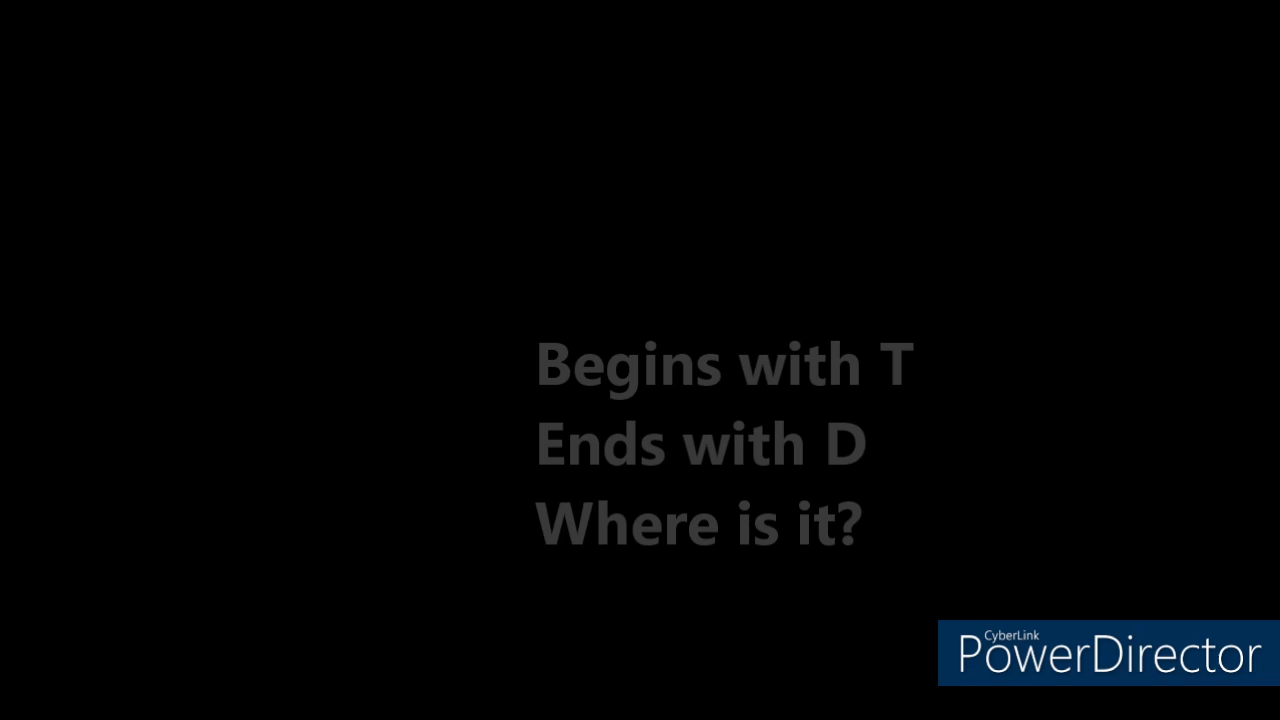 Begins with T
Ends with D
Where is it?
CyberLink
PowerDirector